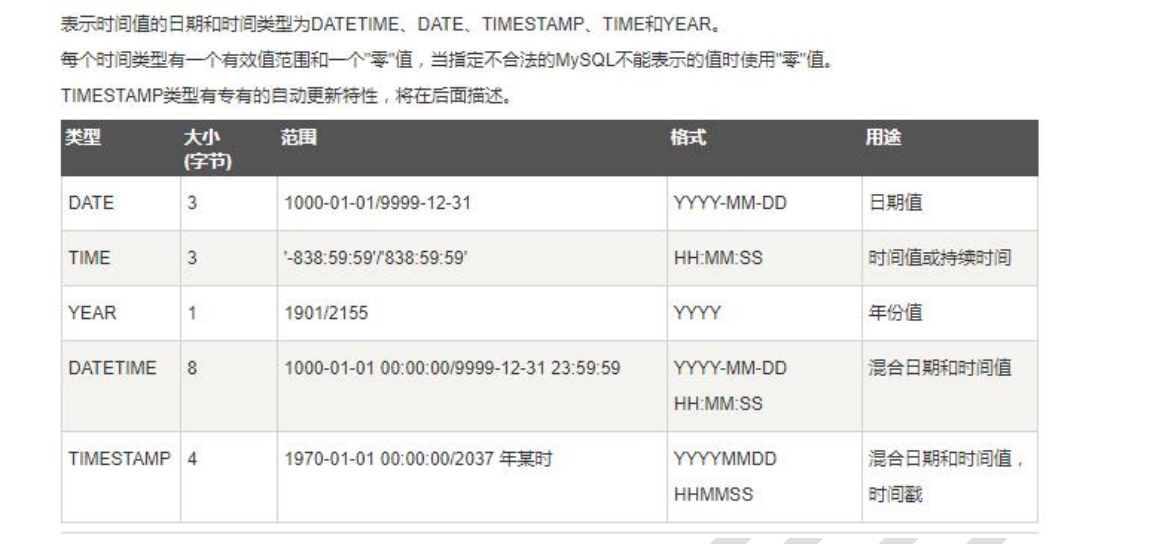 表示时间值的日期和时间类型为DATETIME、DATE、TIMESTAMP、TIME和YEAR。
每个时间类型有一个有效值范围和一个"零"值，当指定不合法的MySQL不能表示的值时使用"零"值。
TIMESTAMP类型有专有的自动更新特性，将在后面描述。
类型 大小 范围 格式 用途
(字节)
DATE 3 1000-01-01/9999-12-31 YYYY-MM-DD 日期值
TIME 3 '-838:59:59'/'838:59:59' HH:MM:SS 时间值或持续时间
YEAR 1 1901/2155 YYYY 年份值
DATETIME 8 1000-01-01 00:00:00/9999-12-31 23:59:59 YYYY-MM-DD 混合日期和时间值
HH:MM:SS
TIMESTAMP 4 1970-01-01 00:00:00/2037 年某时 YYYYMMDD 混合日期和时间值，
HHMMSS 时间戳